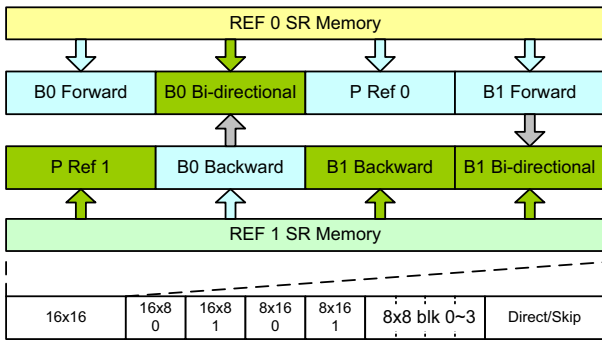 REF 0 SR Memory
B0 Forward
B0 Bi-directional
P Ref 0
B1 Forward
P Ref 1
B0 Backward
B1 Backward
B1 Bi-directional
REF 1 SR Memory
16x16
16x8
0
16x8
1
8x16
0
8x16
1
8x8 blk 0~3
Direct/Skip